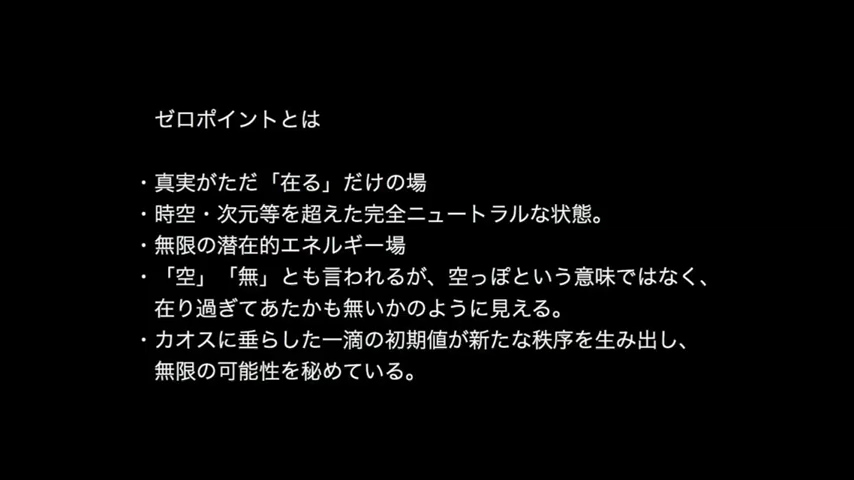 ゼロポイントとは
・真実がただ「在る」だけの場
・時空・次元等を超えた完全ニュートラルな状態。
・無限の潜在的エネルギー場
・「空」「無」とも言われるが、空っぽという意味ではなく、
在り過ぎてあたかも無いかのように見える。
・カオスに垂らした一滴の初期値が新たな秩序を生み出し、
無限の可能性を秘めている。